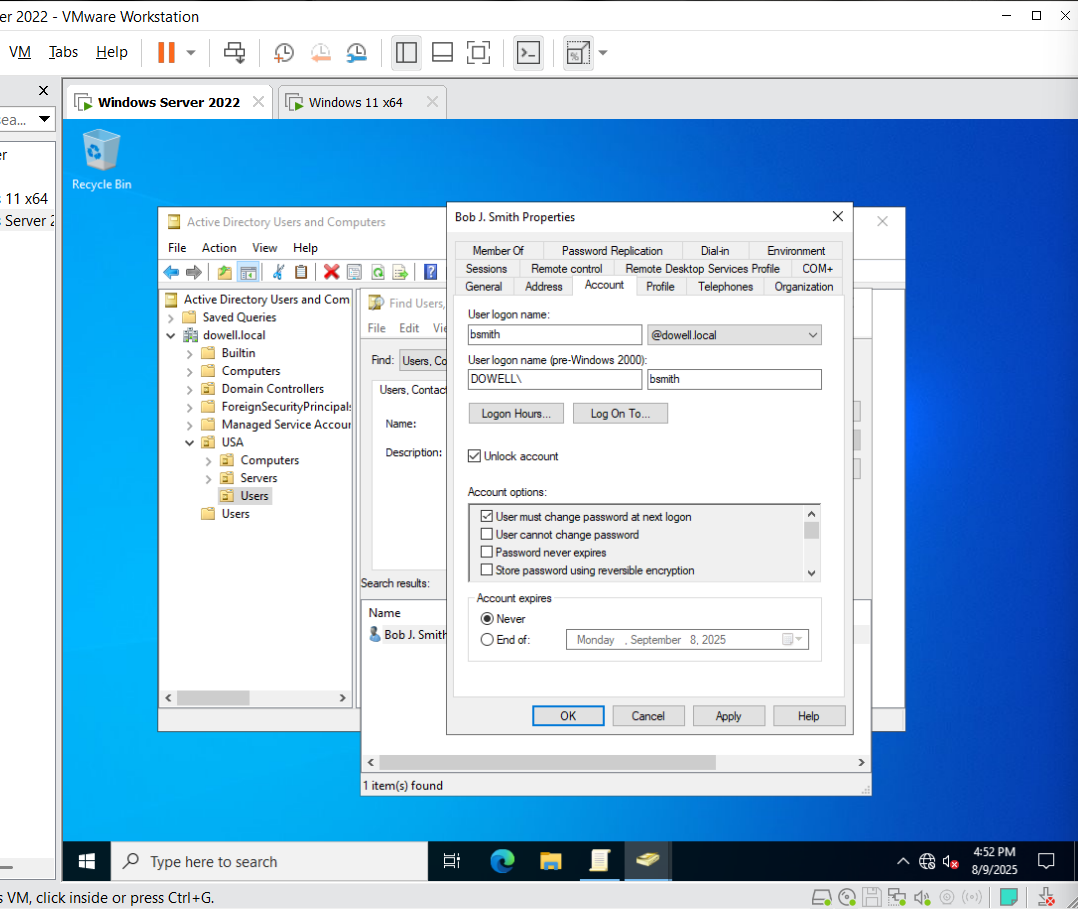 er 2022 - VMware Workstation
VM Tabs Help
Windows Server 2022
Windows 11 x64
sea...
er
11 x64
Server 2
Recycle Bin
Active Directory Users and Computers
File Action View Help
Active Directory Users and Com
Saved Queries
dowell.local
Builtin
Computers
Domain Controllers
ForeignSecurityPrincipals
Managed Service Accour
USA
Computers
Servers
Users
Users
Find Users,
File Edit Vie
Find: Users, Co
Users, Contac
Name:
Description:
Search results:
Name
Bob J. Smith
1 item(s) found
Bob J. Smith Properties
Member Of Password Replication Dial-in Environment
Sessions Remote control Remote Desktop Services Profile COM+
General Address Account Profile Telephones Organization
User logon name:
bsmith @dowell.local
User logon name (pre-Windows 2000):
DOWELL\ bsmith
Logon Hours... Log On To...
Unlock account
Account options:
User must change password at next logon
User cannot change password
Password never expires
Store password using reversible encryption
Account expires
Never
End of: Monday , September 8, 2025
OK Cancel Apply Help
Type here to search
4:52 PM
8/9/2025
s VM, click inside or press Ctrl+G.